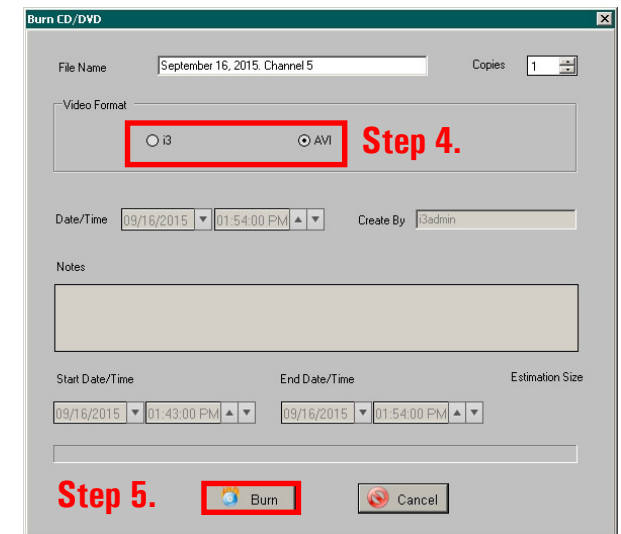 Burn CD/DVD
File Name September 16, 2015. Channel 5 Copies 1
Video Format
i3 AVI Step 4.
Date/Time 09/16/2015 01:54:00 PM Create By i3admin
Notes
Start Date/Time End Date/Time Estimation Size
09/16/2015 01:43:00 PM 09/16/2015 01:54:00 PM
Step 5. Burn Cancel